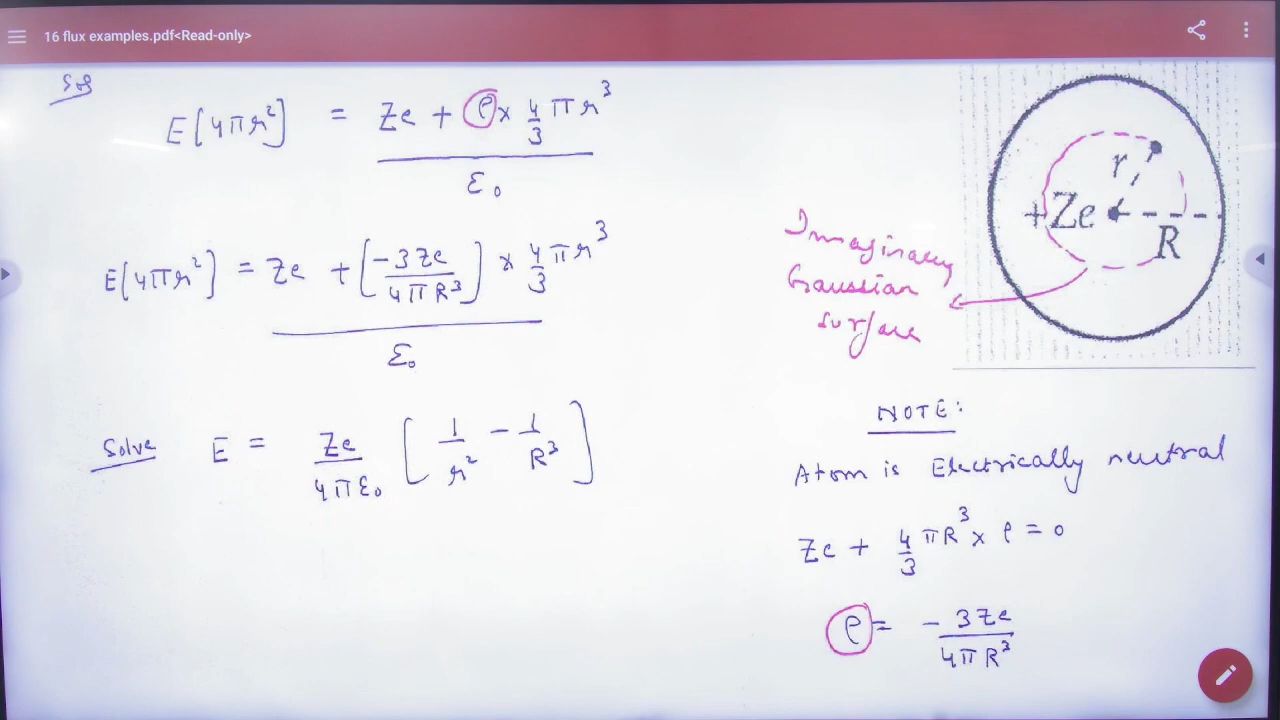 16 flux examples.pdf<Read-only>
Sol
E[4πr²] = Ze + ρ × 4/3 πr³
ε₀
E[4πr²] = Ze + (-3Ze / 4πR³) × 4/3 πr³
ε₀
Solve E = Ze / 4πε₀ [1/r² - 1/R³]
r
+Ze
R
Imaginary
Gaussian
surface
NOTE:
Atom is Electrically neutral
Ze + 4/3 πR³ × ρ = 0
ρ = - 3Ze / 4πR³